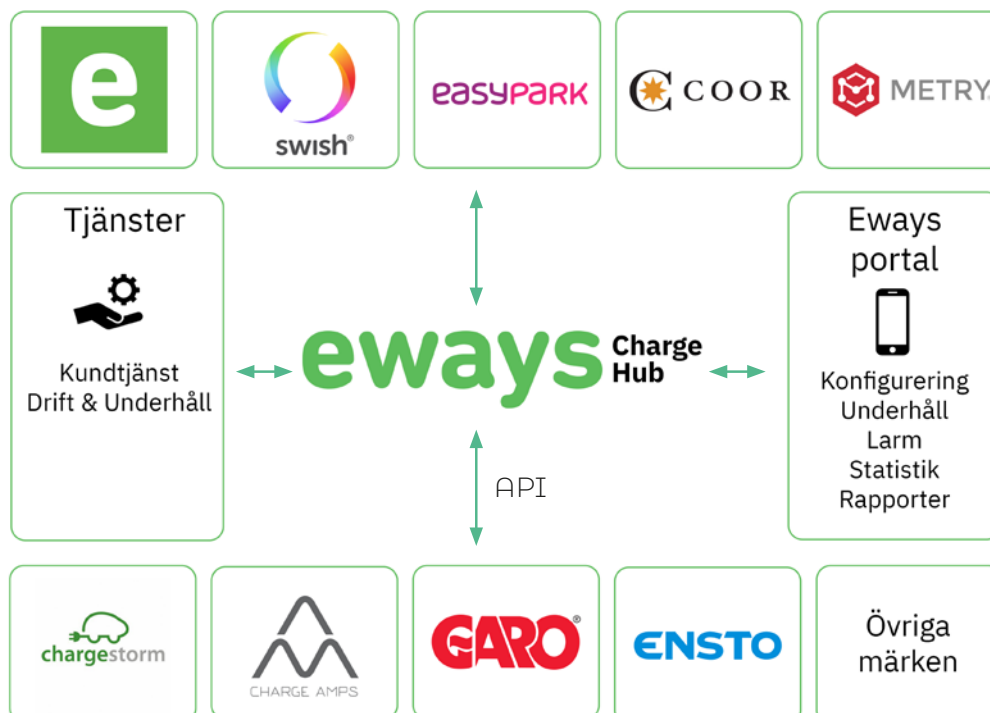 e
swish®
easypark
C COOR
METRY
Tjänster
Kundtjänst
Drift & Underhåll
eways Charge
Hub
Eways
portal
Konfigurering
Underhåll
Larm
Statistik
Rapporter
API
chargestorm
CHARGE AMPS
GARO®
ENSTO
Övriga
märken